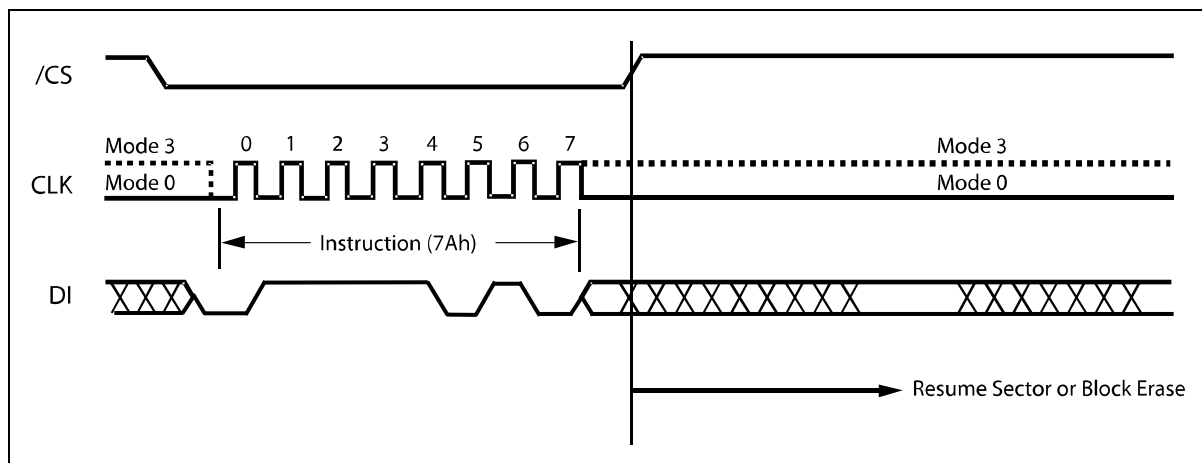 /CS
Mode 3
0 1 2 3 4 5 6 7
Mode 3
CLK
Mode 0
Mode 0
Instruction (7Ah)
DI
Resume Sector or Block Erase